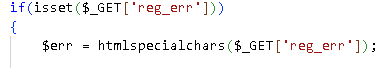 if(isset($_GET['reg_err']))
{
    $err = htmlspecialchars($_GET['reg_err']);